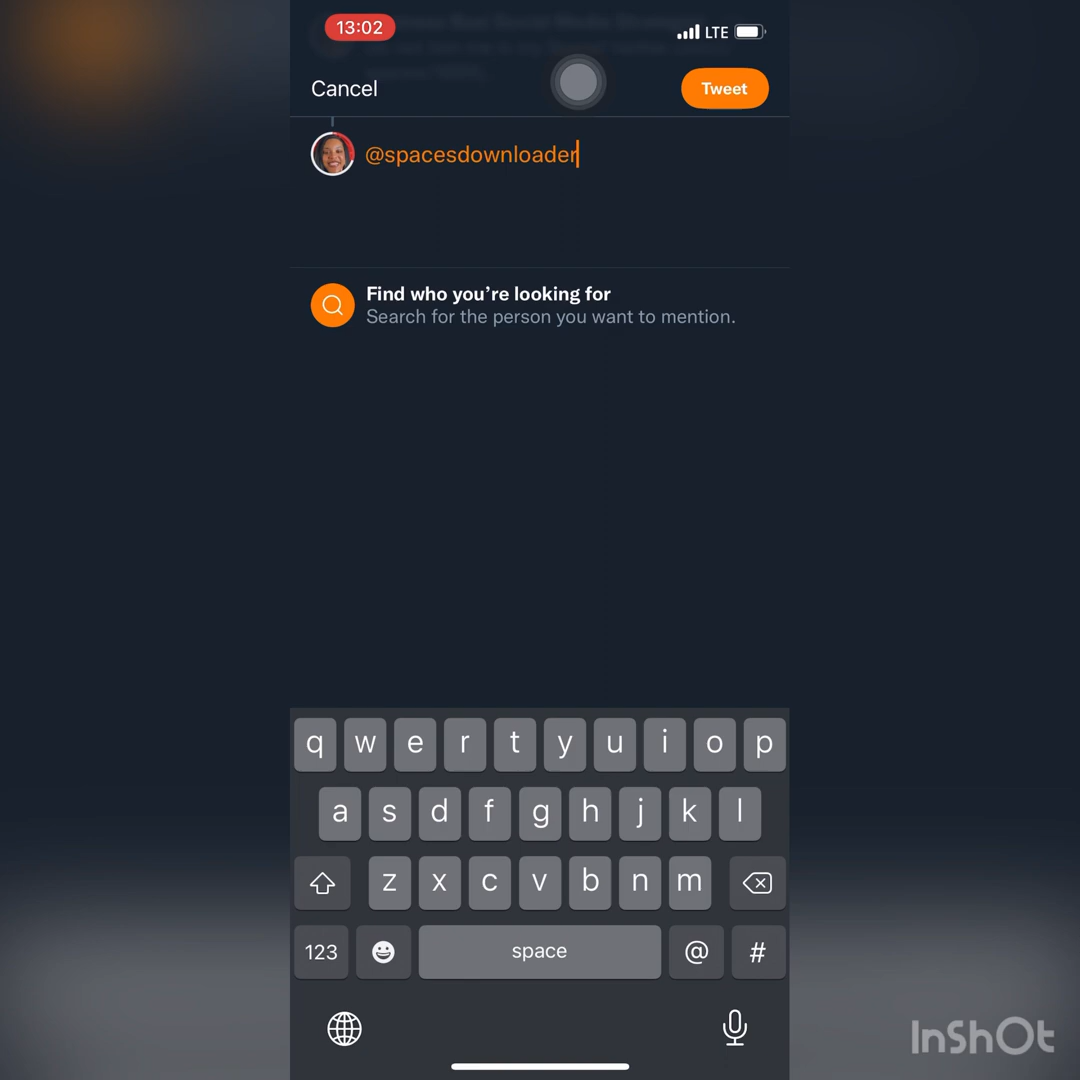 13:02
LTE
Cancel
Tweet
@spacesdownloader
Find who you’re looking for
Search for the person you want to mention.
q w e r t y u i o p
a s d f g h j k l
z x c v b n m
123 space @ #
InShOt